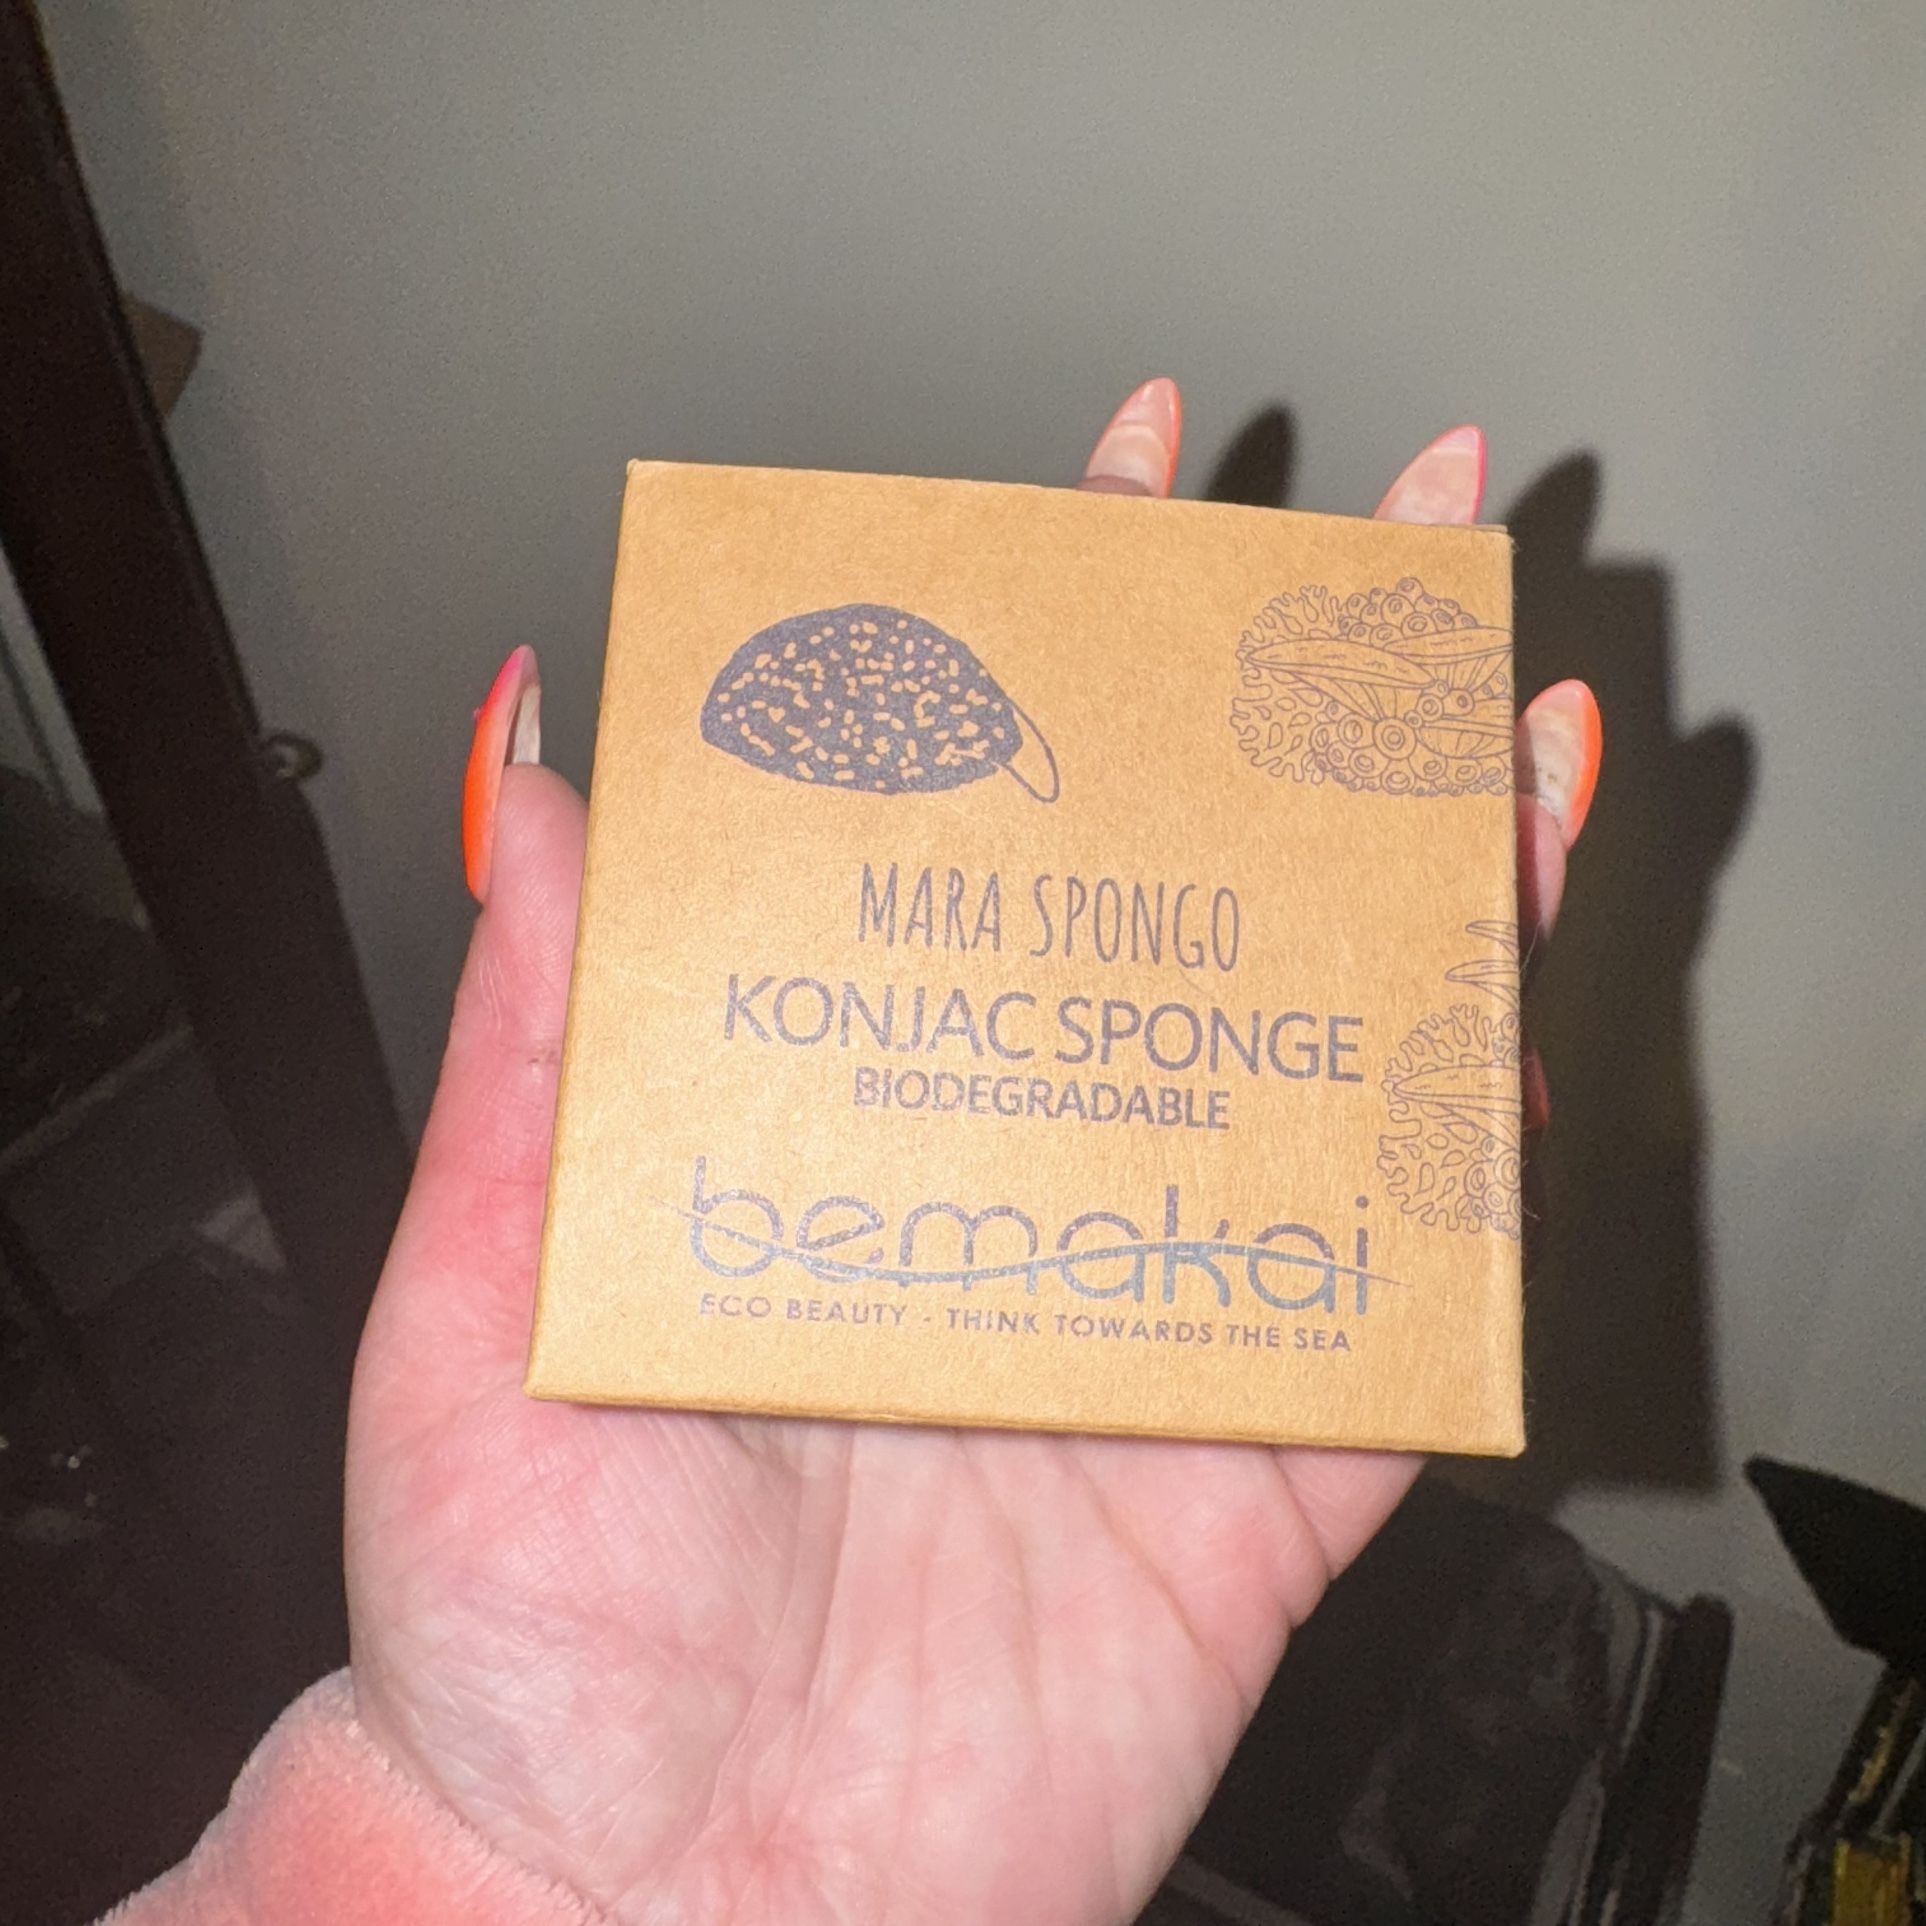 MARA SPONGO
KONJAC SPONGE
BIODEGRADABLE
bemakai
ECO BEAUTY - THINK TOWARDS THE SEA